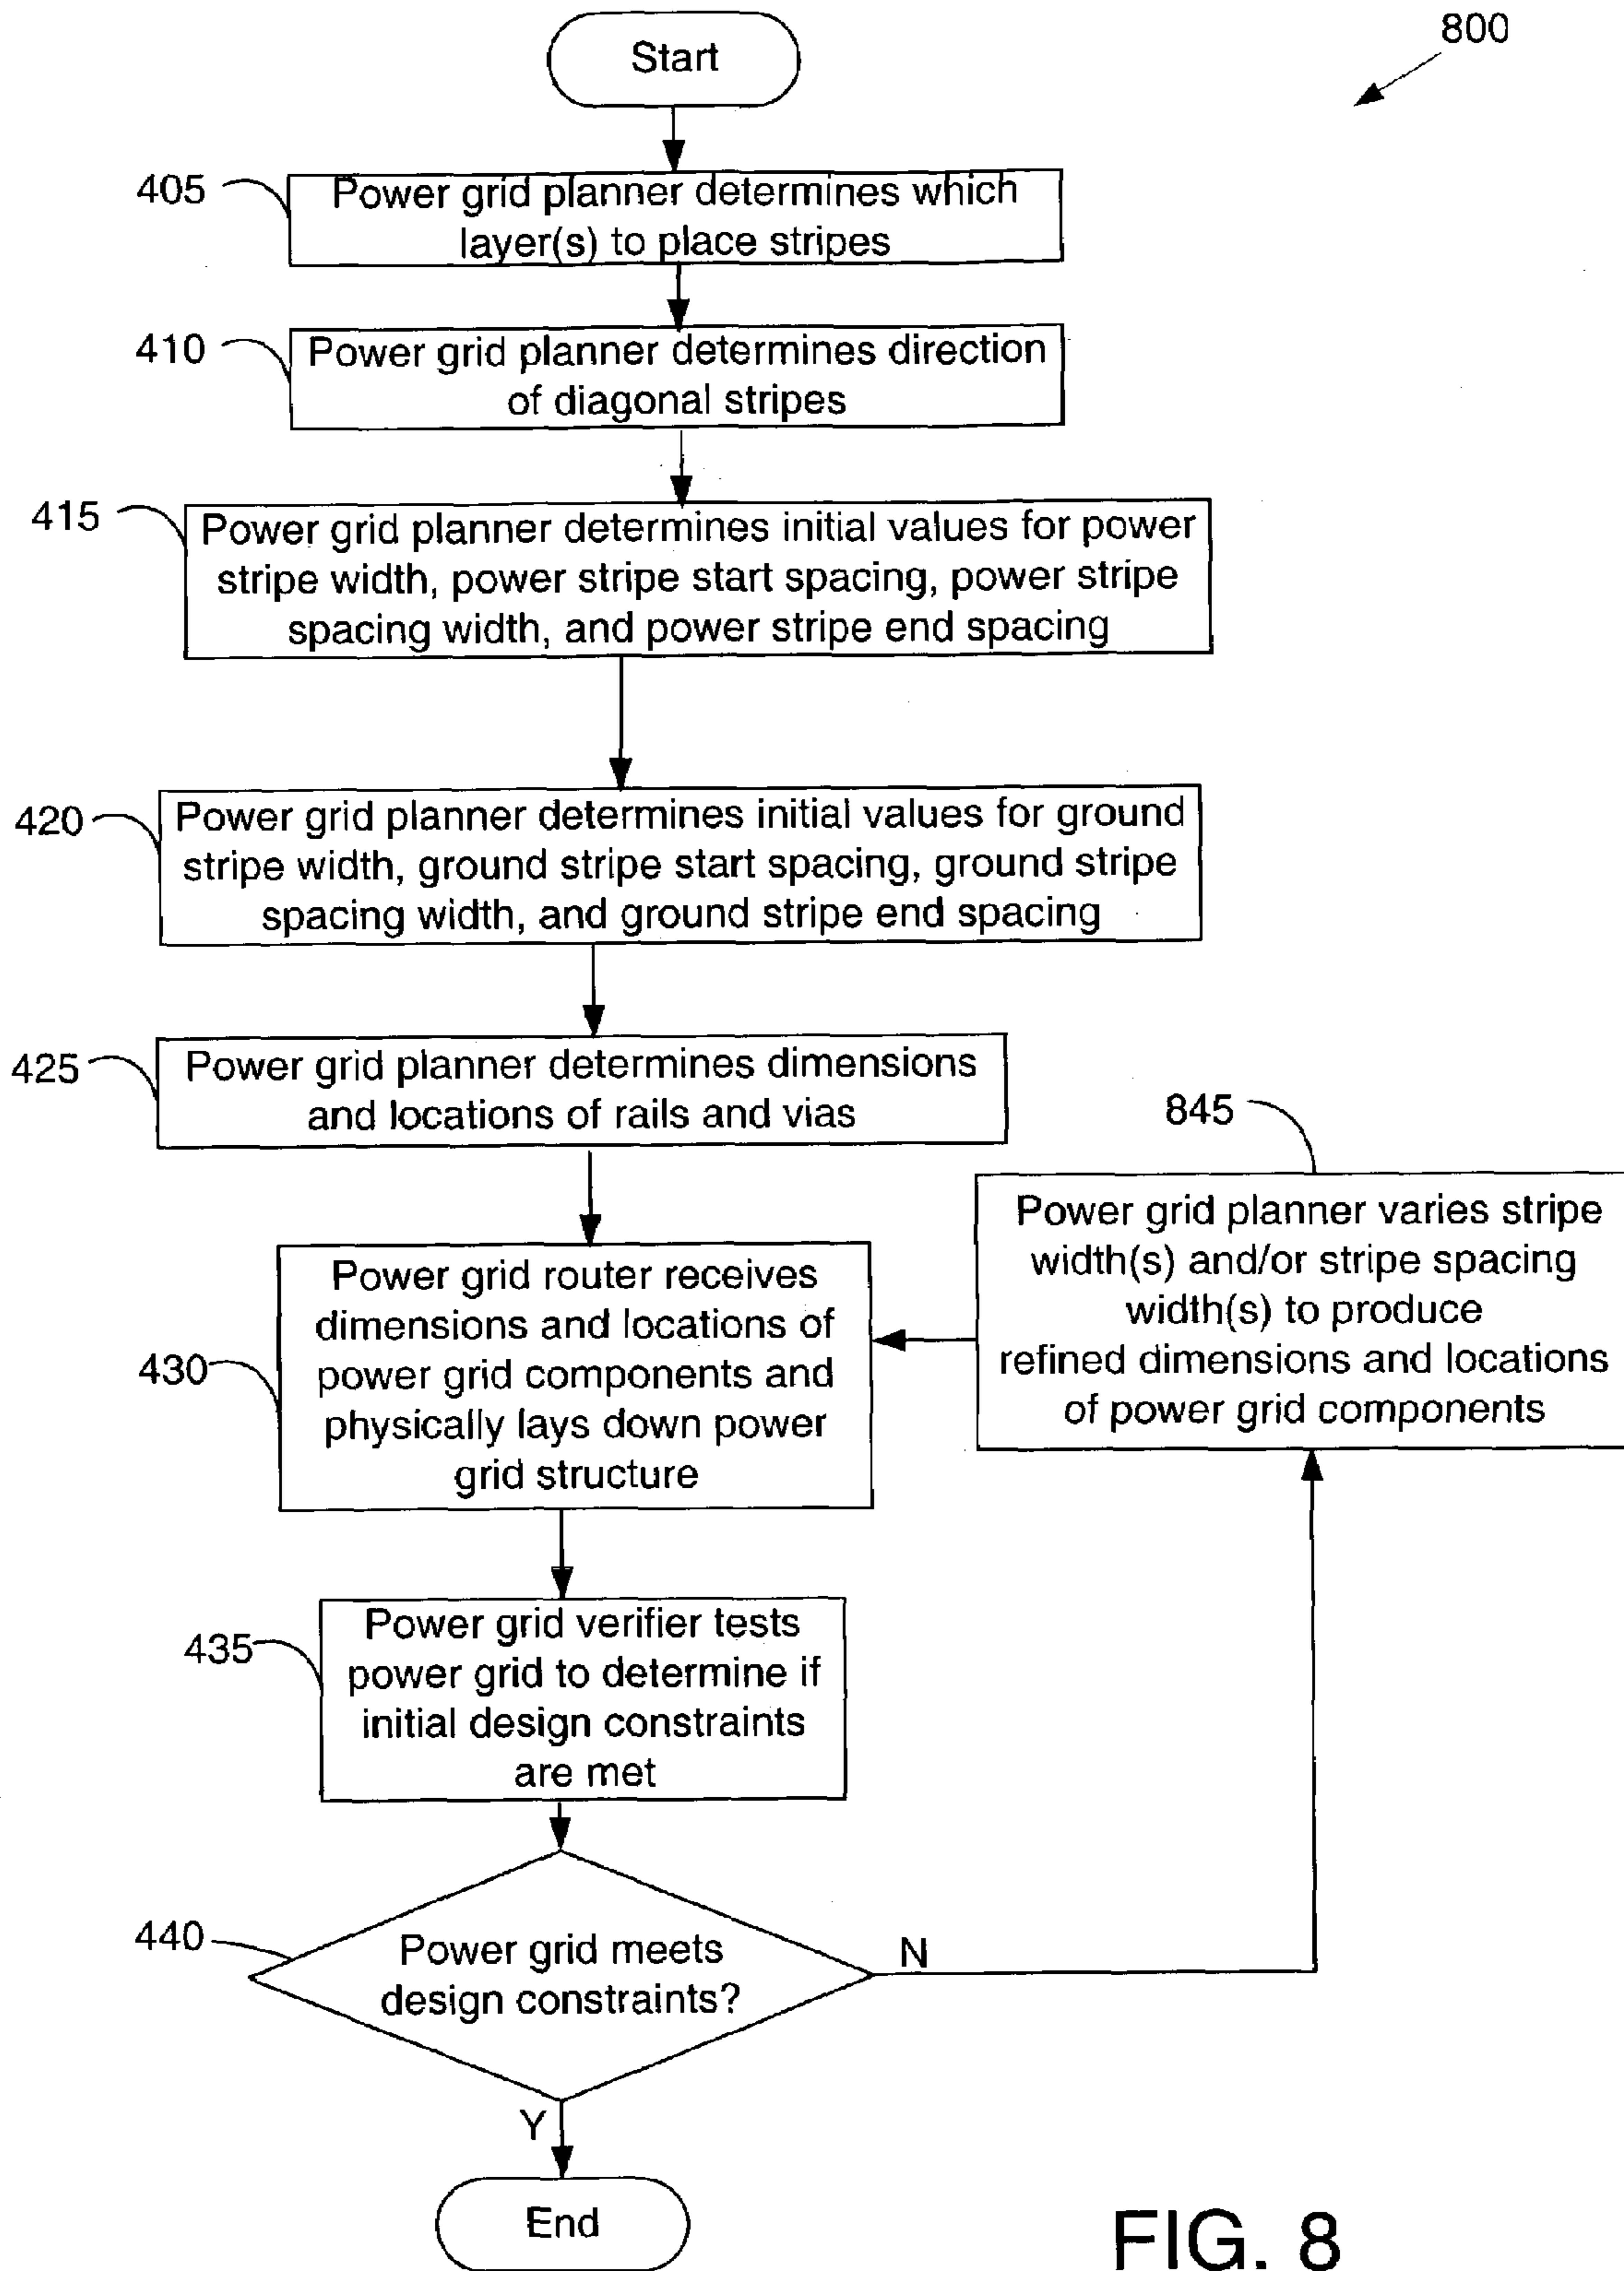 800
Start
405
Power grid planner determines which
layer(s) to place stripes
410
Power grid planner determines direction
of diagonal stripes
415
Power grid planner determines initial values for power
stripe width, power stripe start spacing, power stripe
spacing width, and power stripe end spacing
420
Power grid planner determines initial values for ground
stripe width, ground stripe start spacing, ground stripe
spacing width, and ground stripe end spacing
425
Power grid planner determines dimensions
and locations of rails and vias
845
Power grid planner varies stripe
width(s) and/or stripe spacing
width(s) to produce
refined dimensions and locations
of power grid components
430
Power grid router receives
dimensions and locations of
power grid components and
physically lays down power
grid structure
435
Power grid verifier tests
power grid to determine if
initial design constraints
are met
440
Power grid meets
design constraints?
N
Y
End
FIG. 8